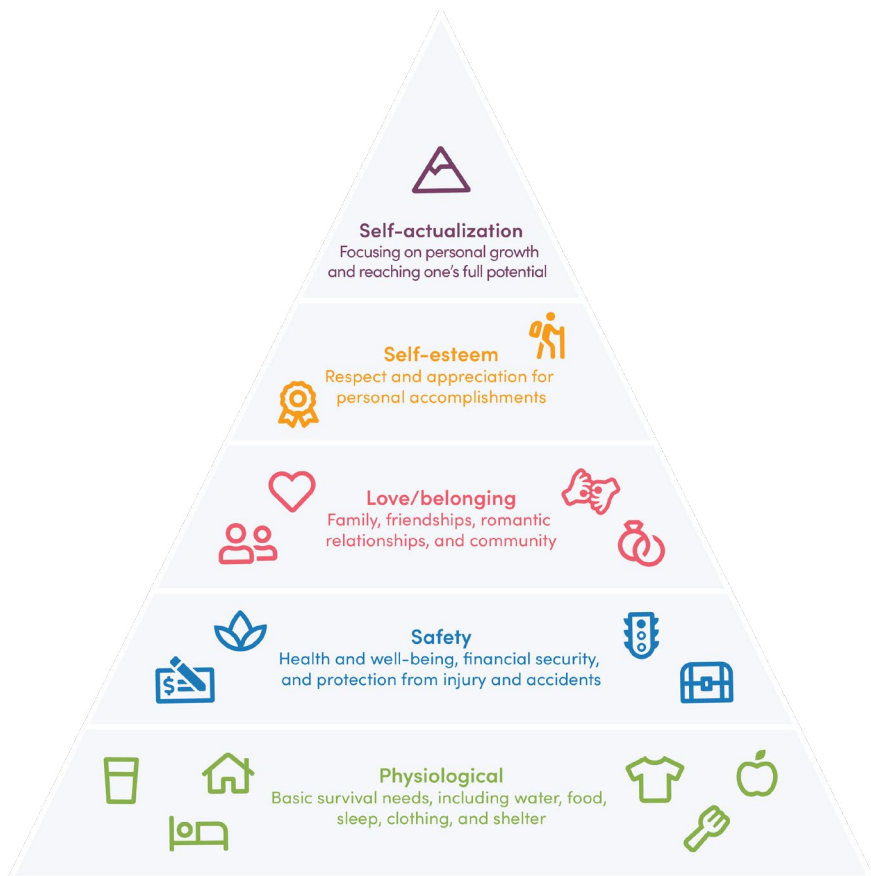 Self-actualization
Focusing on personal growth
and reaching one's full potential
Self-esteem
Respect and appreciation for
personal accomplishments
Love/belonging
Family, friendships, romantic
relationships, and community
Safety
Health and well-being, financial security,
and protection from injury and accidents
$
Physiological
Basic survival needs, including water, food,
sleep, clothing, and shelter